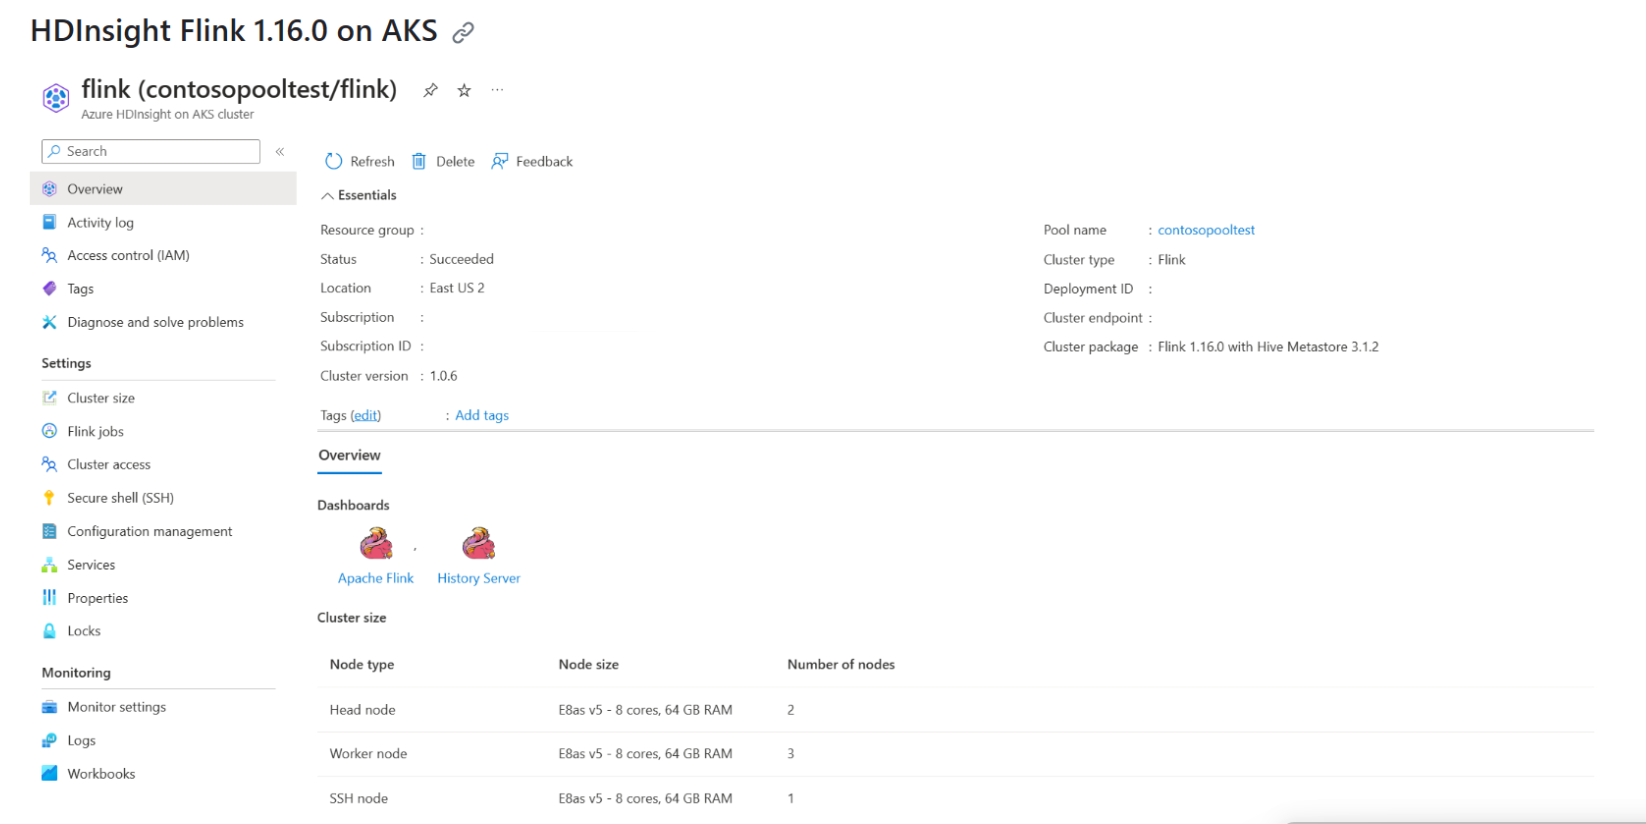 HDInsight Flink 1.16.0 on AKS
flink (contosopooltest/flink)
Azure HDInsight on AKS cluster
Search
Overview
Activity log
Access control (IAM)
Tags
Diagnose and solve problems
Settings
Cluster size
Flink jobs
Cluster access
Secure shell (SSH)
Configuration management
Services
Properties
Locks
Monitoring
Monitor settings
Logs
Workbooks
Refresh Delete Feedback
Essentials
Resource group :
Status : Succeeded
Location : East US 2
Subscription :
Subscription ID :
Cluster version : 1.0.6
Tags (edit) : Add tags
Pool name : contosopooltest
Cluster type : Flink
Deployment ID :
Cluster endpoint :
Cluster package : Flink 1.16.0 with Hive Metastore 3.1.2
Overview
Dashboards
Apache Flink History Server
Cluster size
Node type Node size Number of nodes
Head node E8as v5 - 8 cores, 64 GB RAM 2
Worker node E8as v5 - 8 cores, 64 GB RAM 3
SSH node E8as v5 - 8 cores, 64 GB RAM 1